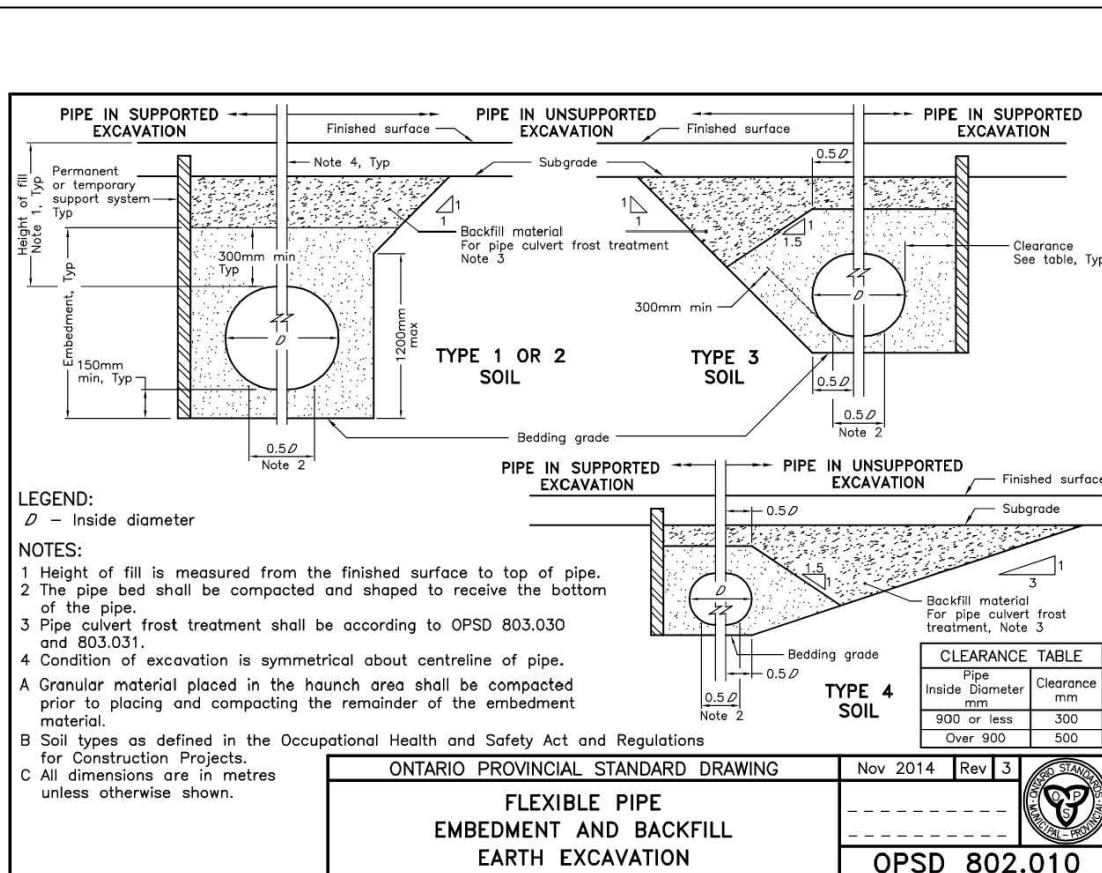 PIPE IN SUPPORTED
EXCAVATION
PIPE IN UNSUPPORTED
EXCAVATION
PIPE IN SUPPORTED
EXCAVATION
Finished surface
Finished surface
Note 4, Typ
Subgrade
0.5D
Permanent
or temporary
support system
Typ
Height of fill
Note 1, Typ
1
1
1
1
Backfill material
For pipe culvert frost treatment
Note 3
1
1.5
Clearance
See table, Typ
300mm min
Typ
Embedment, Typ
300mm min
D
D
1200mm
max
150mm
min, Typ
TYPE 1 OR 2
SOIL
TYPE 3
SOIL
0.5D
0.5D
Note 2
0.5D
Note 2
Bedding grade
PIPE IN SUPPORTED
EXCAVATION
PIPE IN UNSUPPORTED
EXCAVATION
Finished surface
Subgrade
0.5D
1.5
1
1
3
D
Backfill material
For pipe culvert frost
treatment, Note 3
Bedding grade
0.5D
0.5D
Note 2
TYPE 4
SOIL
LEGEND:
D – Inside diameter
NOTES:
1 Height of fill is measured from the finished surface to top of pipe.
2 The pipe bed shall be compacted and shaped to receive the bottom
of the pipe.
3 Pipe culvert frost treatment shall be according to OPSD 803.030
and 803.031.
4 Condition of excavation is symmetrical about centreline of pipe.
A Granular material placed in the haunch area shall be compacted
prior to placing and compacting the remainder of the embedment
material.
B Soil types as defined in the Occupational Health and Safety Act and Regulations
for Construction Projects.
C All dimensions are in metres
unless otherwise shown.
CLEARANCE TABLE
Pipe
Inside Diameter
mm
Clearance
mm
900 or less 300
Over 900 500
ONTARIO PROVINCIAL STANDARD DRAWING
Nov 2014 Rev 3
FLEXIBLE PIPE
EMBEDMENT AND BACKFILL
EARTH EXCAVATION
ONTARIO STANDARDS
MUNICIPAL – PROVINCIAL
O P S
OPSD 802.010